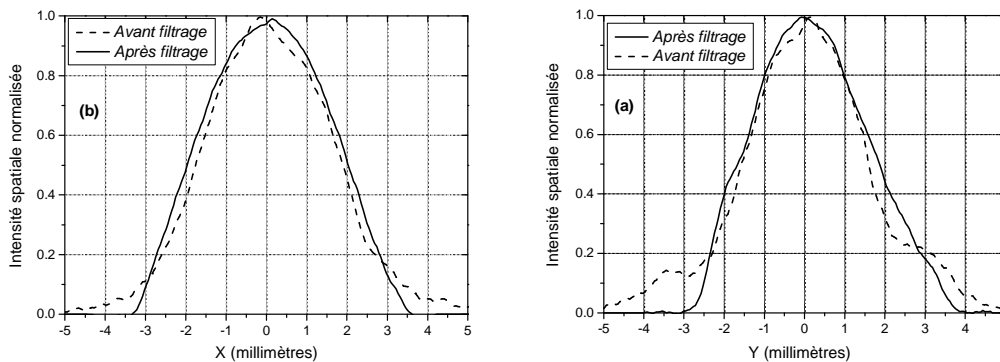 Intensité spatiale normalisée
1.0
0.8
0.6
0.4
0.2
0.0
Avant filtrage
Après filtrage
(b)
-5 -4 -3 -2 -1 0 1 2 3 4 5
X (millimètres)
Intensité spatiale normalisée
1.0
0.8
0.6
0.4
0.2
0.0
Après filtrage
Avant filtrage
(a)
-5 -4 -3 -2 -1 0 1 2 3 4
Y (millimètres)